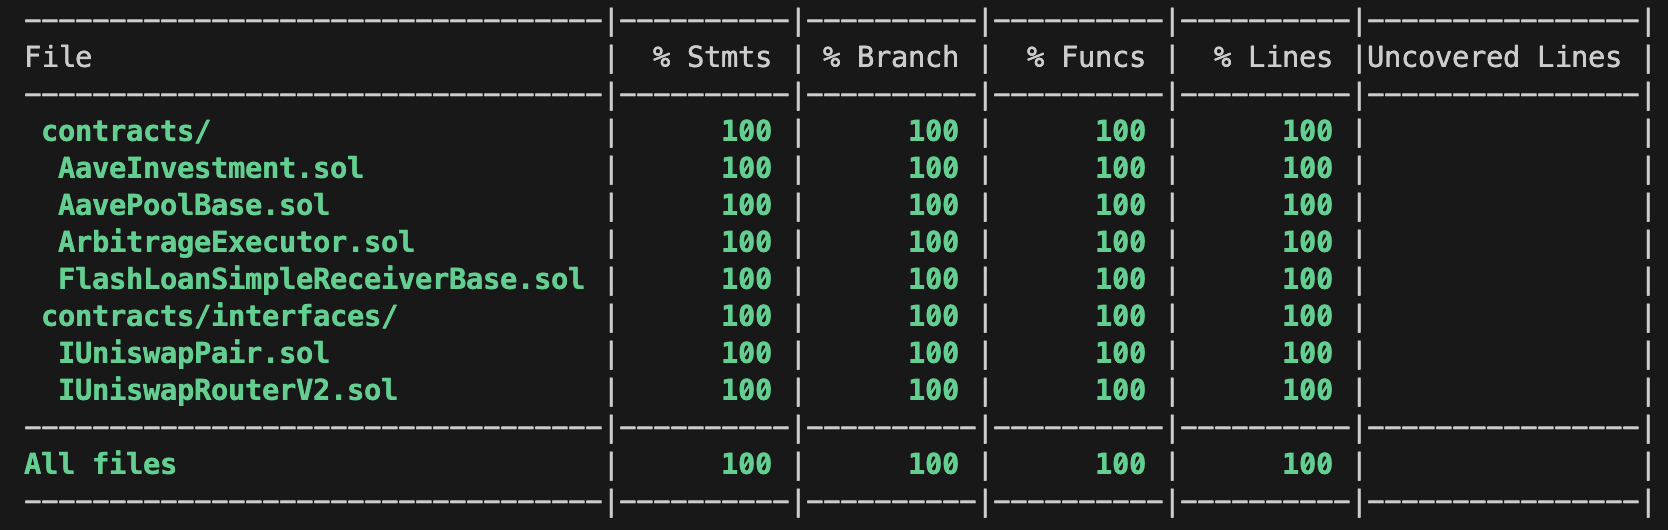 File | % Stmts | % Branch | % Funcs | % Lines |Uncovered Lines |
contracts/ | 100 | 100 | 100 | 100 | |
AaveInvestment.sol | 100 | 100 | 100 | 100 | |
AavePoolBase.sol | 100 | 100 | 100 | 100 | |
ArbitrageExecutor.sol | 100 | 100 | 100 | 100 | |
FlashLoanSimpleReceiverBase.sol | 100 | 100 | 100 | 100 | |
contracts/interfaces/ | 100 | 100 | 100 | 100 | |
IUniswapPair.sol | 100 | 100 | 100 | 100 | |
IUniswapRouterV2.sol | 100 | 100 | 100 | 100 | |
All files | 100 | 100 | 100 | 100 | |